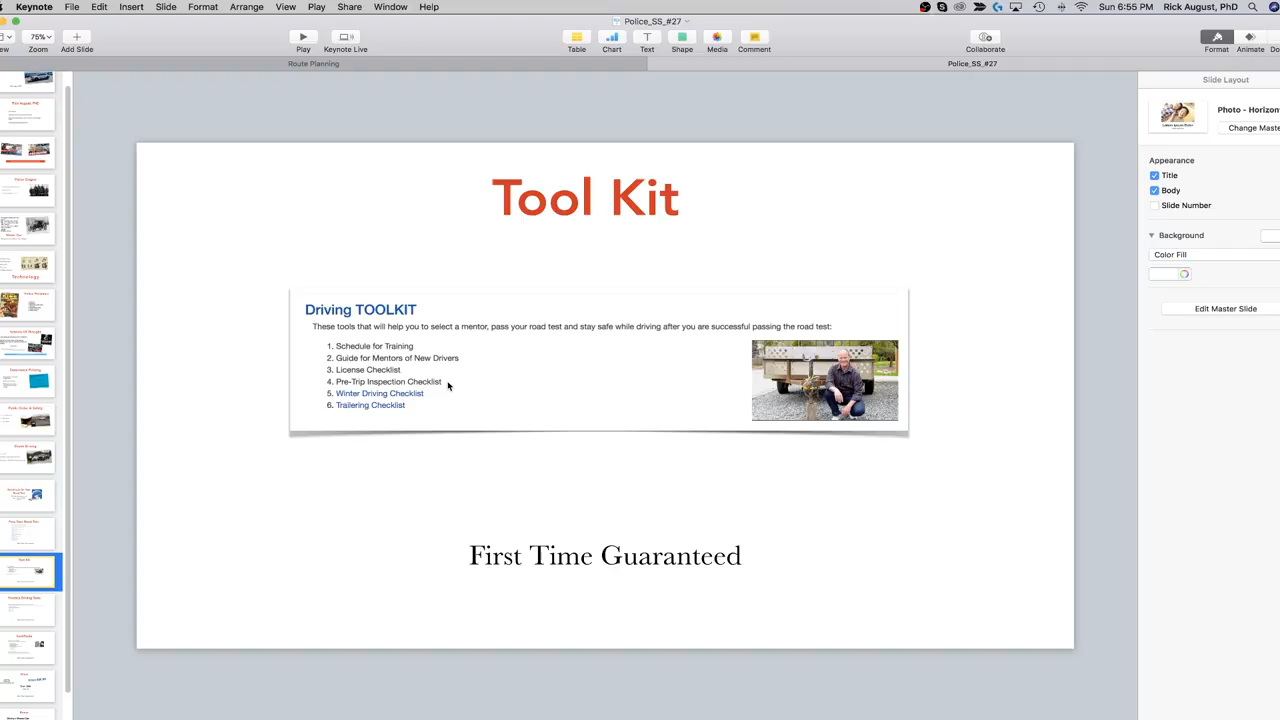 Keynote File Edit Insert Slide Format Arrange View Play Share Window Help Sun 6:55 PM Rick August, PhD
Police_SS_#27
75%
Zoom Add Slide Play Keynote Live Table Chart Text Shape Media Comment Collaborate Format Animate
Route Planning Police_SS_#27
Tool Kit
Driving TOOLKIT
These tools that will help you to select a mentor, pass your road test and stay safe while driving after you are successful passing the road test:
1. Schedule for Training
2. Guide for Mentors of New Drivers
3. License Checklist
4. Pre-Trip Inspection Checklist
5. Winter Driving Checklist
6. Trailering Checklist
First Time Guaranteed
Slide Layout
Photo - Horizon
Change Maste
Appearance
Title
Body
Slide Number
Background
Color Fill
Edit Master Slide
Technology
Tool Kit